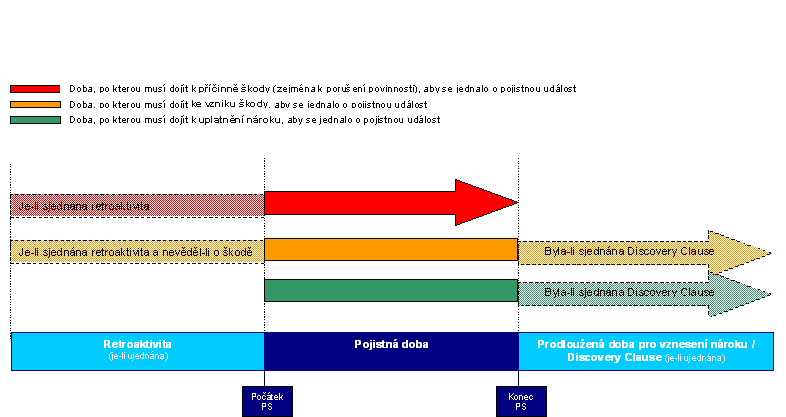 Doba, po kterou musí dojít k příčinně škody (zejména k porušení povinností), aby se jednalo o pojistnou událost
Doba, po kterou musí dojít ke vzniku škody, aby se jednalo o pojistnou událost
Doba, po kterou musí dojít k uplatnění nároku, aby se jednalo o pojistnou událost
Je-li sjednána retroaktivita
Je-li sjednána retroaktivita a nevěděl-li o škodě
Byla-li sjednána Discovery Clause
Byla-li sjednána Discovery Clause
Retroaktivita
(je-li ujednána)
Pojistná doba
Prodloužená doba pro vznesení nároku /
Discovery Clause (je-li ujednána)
Počátek
PS
Konec
PS